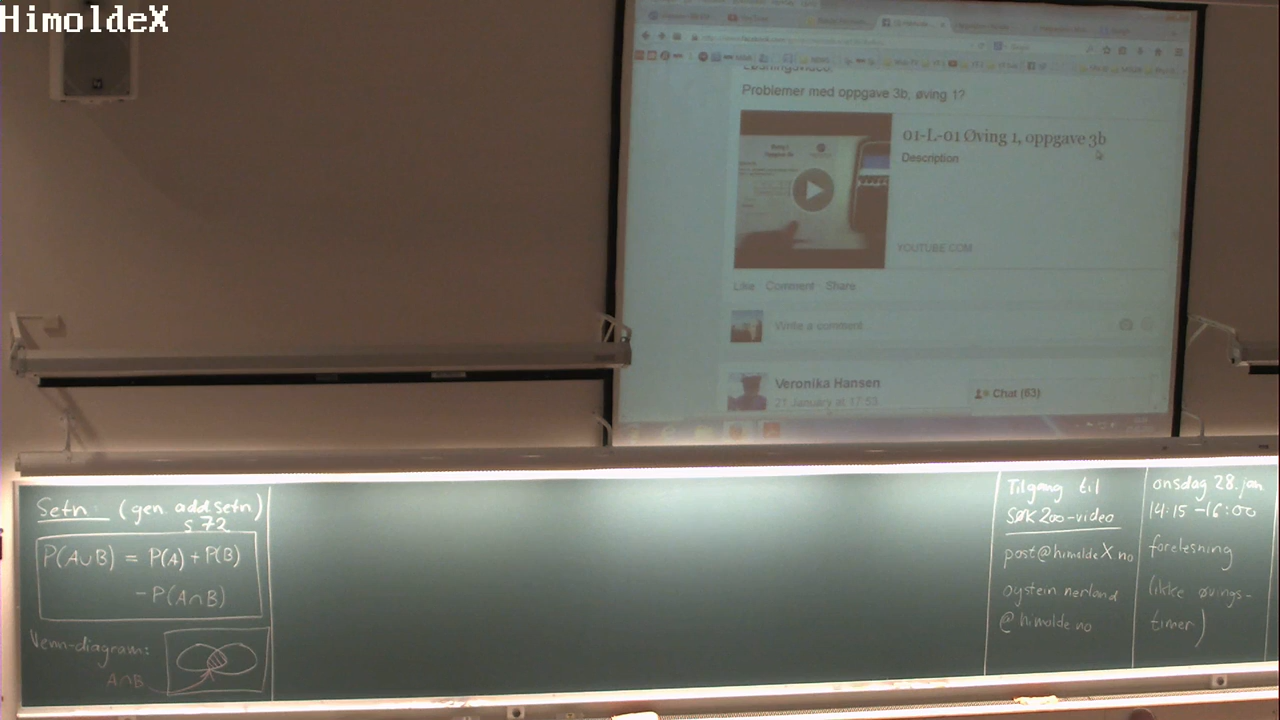 HimoldeX
Løsningsvideo:
Problemer med oppgave 3b, øving 1?
01-L-01 Øving 1, oppgave 3b
Description
YOUTUBE.COM
Like Comment Share
Write a comment...
Veronika Hansen
21 January at 17:53
Chat (63)
Setn. (gen. add setn)
s 72
P(A∪B) = P(A) + P(B)
- P(A∩B)
Venn-diagram:
A∩B
Tilgang til
SØK200-video
post@himoldeX.no
oystein.nerland
@himolde.no
onsdag 28. jan
14:15 - 16:00
forelesning
(ikke øvings-
timer)